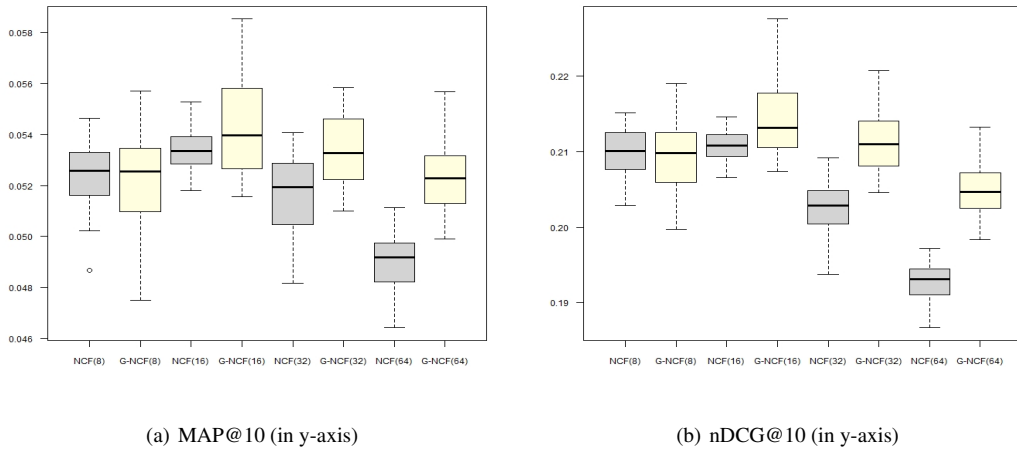 0.058
0.056
0.054
0.052
0.050
0.048
0.046
NCF(8) G-NCF(8) NCF(16) G-NCF(16) NCF(32) G-NCF(32) NCF(64) G-NCF(64)
(a) MAP@10 (in y-axis)
0.22
0.21
0.20
0.19
NCF(8) G-NCF(8) NCF(16) G-NCF(16) NCF(32) G-NCF(32) NCF(64) G-NCF(64)
(b) nDCG@10 (in y-axis)